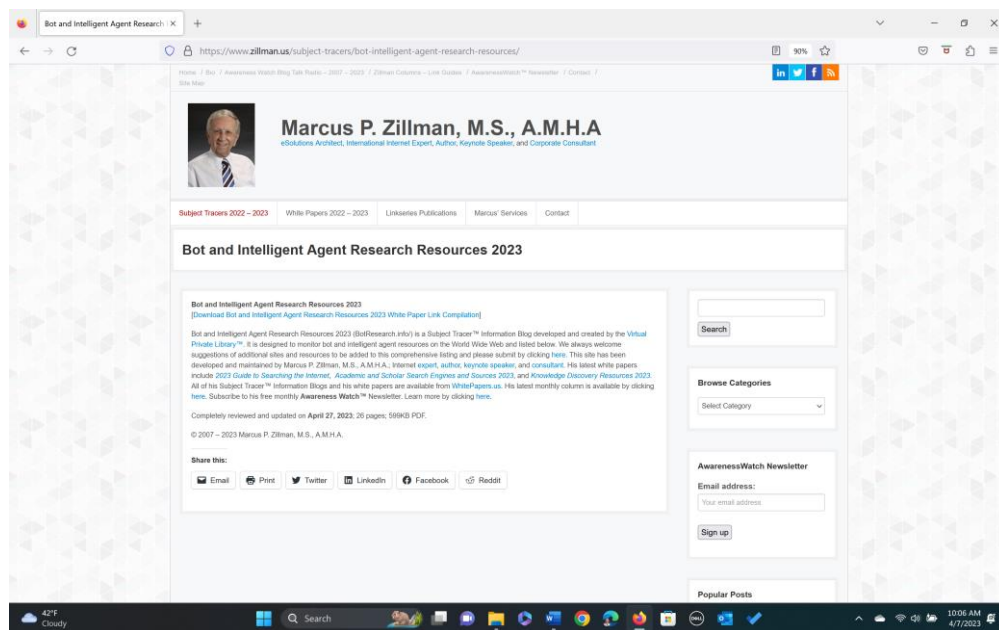 Bot and Intelligent Agent Research
https://www.zillman.us/subject-tracers/bot-intelligent-agent-research-resources/
90%
Home / Bio / Awareness Watch Blog Talk Radio – 2007 – 2023 / Zillman Columns – Link Guides / AwarenessWatch™ Newsletter / Contact /
Site Map
Marcus P. Zillman, M.S., A.M.H.A
eSolutions Architect, International Internet Expert, Author, Keynote Speaker, and Corporate Consultant
Subject Tracers 2022 – 2023
White Papers 2022 – 2023
Linkseries Publications
Marcus' Services
Contact
Bot and Intelligent Agent Research Resources 2023
Bot and Intelligent Agent Research Resources 2023
[Download Bot and Intelligent Agent Research Resources 2023 White Paper Link Compilation]
Bot and Intelligent Agent Research Resources 2023 (BotResearch.info/) is a Subject Tracer™ Information Blog developed and created by the Virtual
Private Library™. It is designed to monitor bot and intelligent agent resources on the World Wide Web and listed below. We always welcome
suggestions of additional sites and resources to be added to this comprehensive listing and please submit by clicking here. This site has been
developed and maintained by Marcus P. Zillman, M.S., A.M.H.A.; Internet expert, author, keynote speaker, and consultant. His latest white papers
include 2023 Guide to Searching the Internet, Academic and Scholar Search Engines and Sources 2023, and Knowledge Discovery Resources 2023.
All of his Subject Tracer™ Information Blogs and his white papers are available from WhitePapers.us. His latest monthly column is available by clicking
here. Subscribe to his free monthly Awareness Watch™ Newsletter. Learn more by clicking here.
Completely reviewed and updated on April 27, 2023; 26 pages; 599KB PDF.
© 2007 – 2023 Marcus P. Zillman, M.S., A.M.H.A.
Share this:
Email
Print
Twitter
LinkedIn
Facebook
Reddit
Search
Browse Categories
Select Category
AwarenessWatch Newsletter
Email address:
Your email address
Sign up
Popular Posts
42°F
Cloudy
Search
10:06 AM
4/7/2023